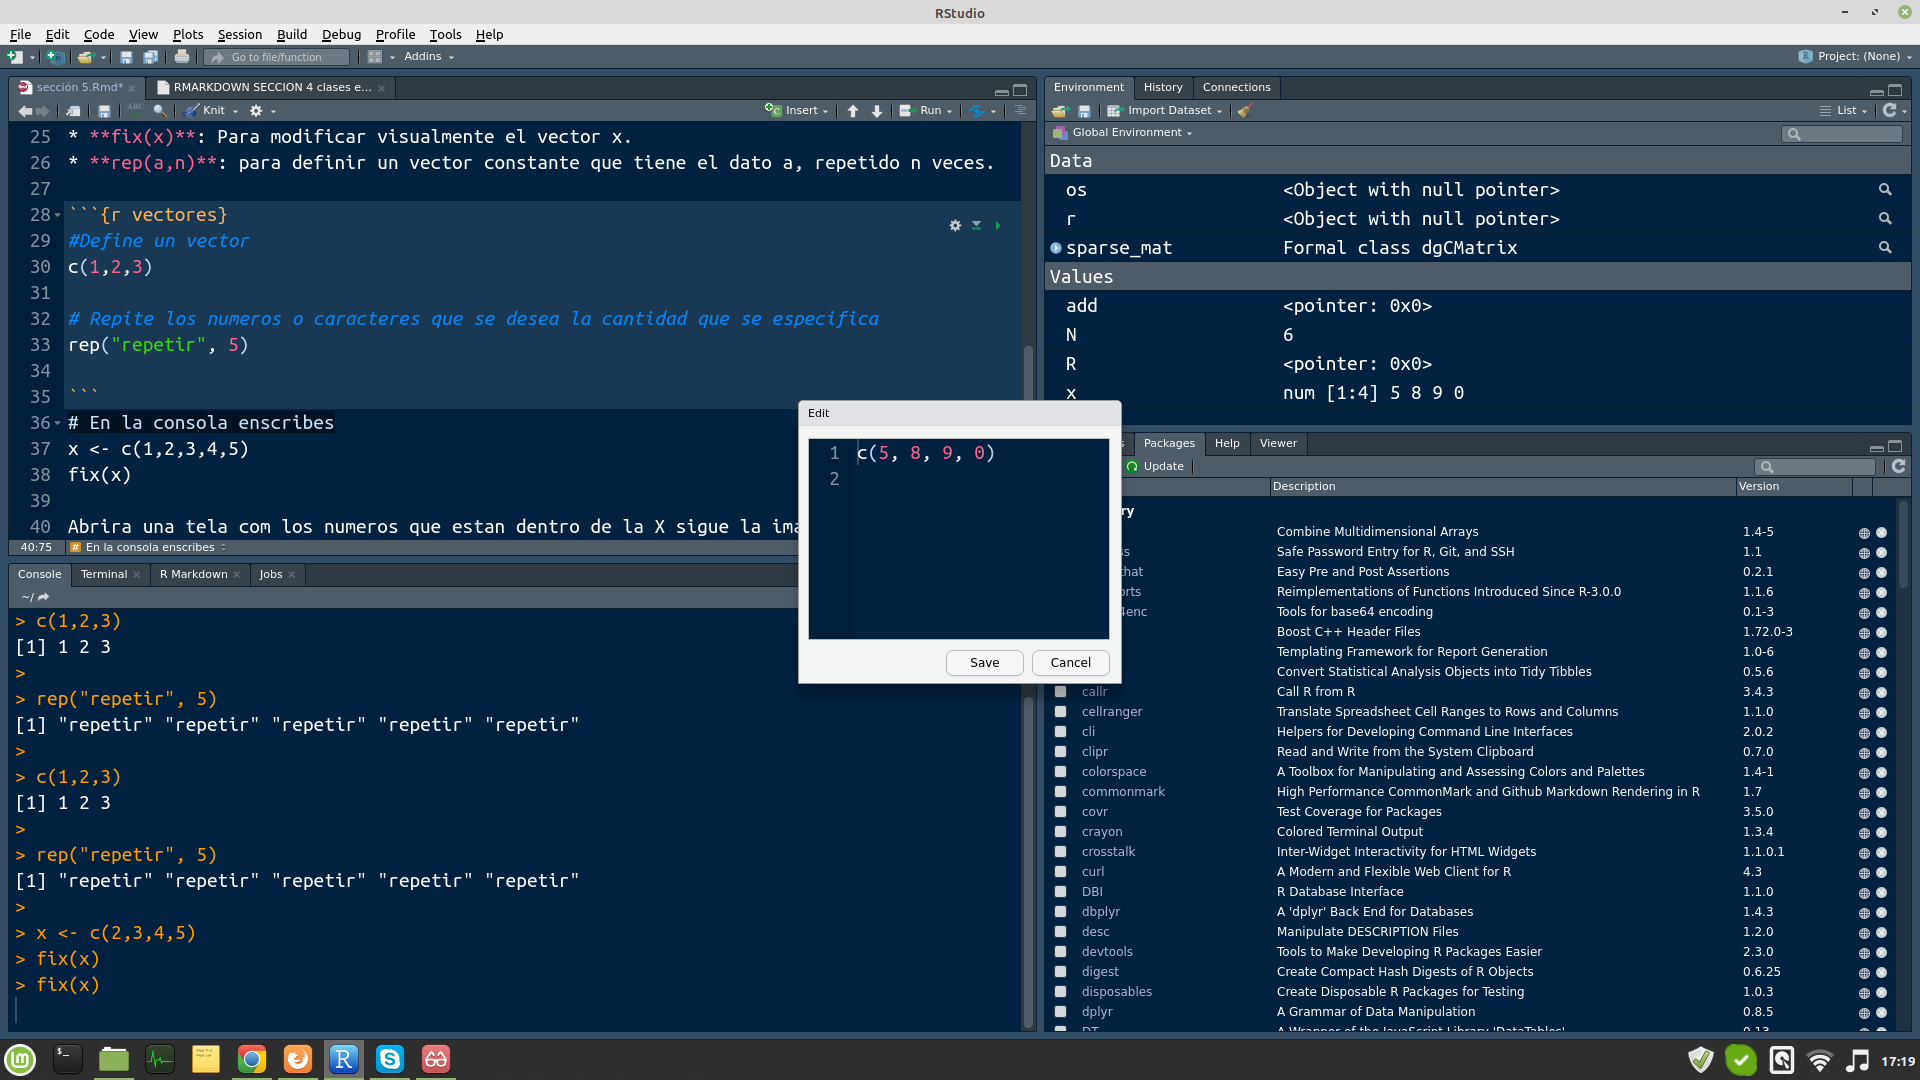 RStudio
File Edit Code View Plots Session Build Debug Profile Tools Help
Go to file/function Addins Project: (None)
sección 5.Rmd* RMARKDOWN SECCION 4 clases e...
ABC Knit Insert Run
25 * **fix(x)**: Para modificar visualmente el vector x.
26 * **rep(a,n)**: para definir un vector constante que tiene el dato a, repetido n veces.
27
28 ```{r vectores}
29 #Define un vector
30 c(1,2,3)
31
32 # Repite los numeros o caracteres que se desea la cantidad que se especifica
33 rep("repetir", 5)
34
35 ```
36 # En la consola enscribes
37 x <- c(1,2,3,4,5)
38 fix(x)
39
40 Abrira una tela com los numeros que estan dentro de la X sigue la
40:75 # En la consola enscribes
Console Terminal R Markdown Jobs
~/
> c(1,2,3)
[1] 1 2 3
>
> rep("repetir", 5)
[1] "repetir" "repetir" "repetir" "repetir" "repetir"
>
> c(1,2,3)
[1] 1 2 3
>
> rep("repetir", 5)
[1] "repetir" "repetir" "repetir" "repetir" "repetir"
>
> x <- c(2,3,4,5)
> fix(x)
> fix(x)
Edit
1 c(5, 8, 9, 0)
2
Save Cancel
Environment History Connections
Import Dataset List
Global Environment
Data
os <Object with null pointer>
r <Object with null pointer>
sparse_mat Formal class dgCMatrix
Values
add <pointer: 0x0>
N 6
R <pointer: 0x0>
x num [1:4] 5 8 9 0
Packages Help Viewer
Update
Description Version
Combine Multidimensional Arrays 1.4-5
Safe Password Entry for R, Git, and SSH 1.1
Easy Pre and Post Assertions 0.2.1
Reimplementations of Functions Introduced Since R-3.0.0 1.1.6
Tools for base64 encoding 0.1-3
Boost C++ Header Files 1.72.0-3
Templating Framework for Report Generation 1.0-6
Convert Statistical Analysis Objects into Tidy Tibbles 0.5.6
callr Call R from R 3.4.3
cellranger Translate Spreadsheet Cell Ranges to Rows and Columns 1.1.0
cli Helpers for Developing Command Line Interfaces 2.0.2
clipr Read and Write from the System Clipboard 0.7.0
colorspace A Toolbox for Manipulating and Assessing Colors and Palettes 1.4-1
commonmark High Performance CommonMark and Github Markdown Rendering in R 1.7
covr Test Coverage for Packages 3.5.0
crayon Colored Terminal Output 1.3.4
crosstalk Inter-Widget Interactivity for HTML Widgets 1.1.0.1
curl A Modern and Flexible Web Client for R 4.3
DBI R Database Interface 1.1.0
dbplyr A 'dplyr' Back End for Databases 1.4.3
desc Manipulate DESCRIPTION Files 1.2.0
devtools Tools to Make Developing R Packages Easier 2.3.0
digest Create Compact Hash Digests of R Objects 0.6.25
disposables Create Disposable R Packages for Testing 1.0.3
dplyr A Grammar of Data Manipulation 0.8.5
DT A Wrapper of the JavaScript Library 'DataTables' 0.13
17:19